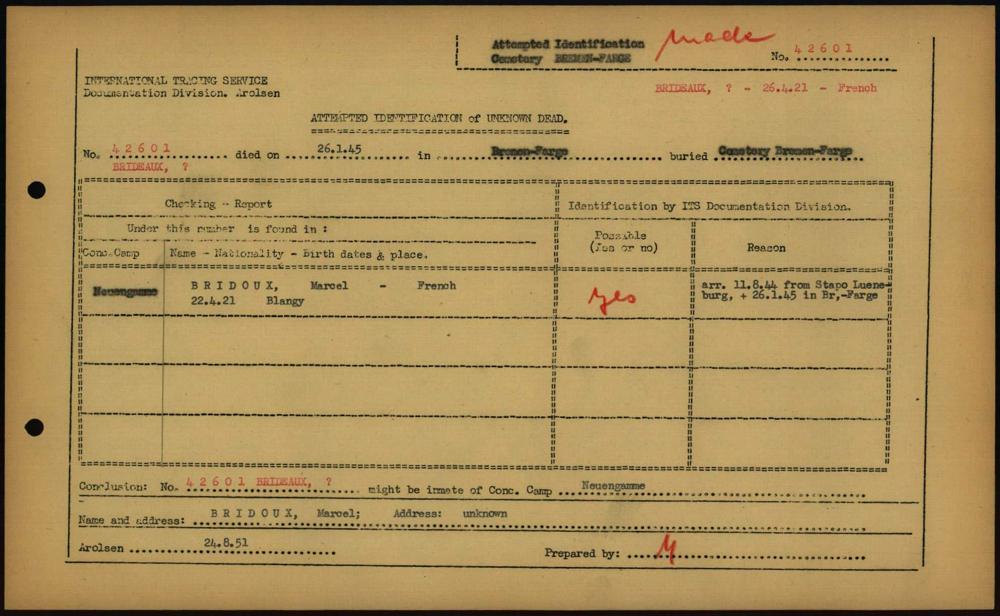 Attempted Identification made
Cemetery BREMEN-FARGE No. 42601
INTERNATIONAL TRACING SERVICE
Documentation Division. Arolsen
BRIDEAUX, ? - 26.4.21 - French
ATTEMPTED IDENTIFICATION of UNKNOWN DEAD.
No. 42601 died on 26.1.45 in Bremen-Farge buried Cemetery Bremen-Farge
BRIDEAUX, ?
Checking - Report
Identification by ITS Documentation Division.
Under this number is found in :
Possible
(Yes or no)
Reason
Conc.Camp Name - Nationality - Birth dates & place.
Neuengamme
BRIDOUX, Marcel - French
22.4.21 Blangy
yes
arr. 11.8.44 from Stapo Luene-
burg, + 26.1.45 in Br,-Farge
Conclusion: No. 42601 BRIDEAUX, ? might be inmate of Conc. Camp Neuengamme
Name and address: BRIDOUX, Marcel; Address: unknown
Arolsen 24.8.51
Prepared by: